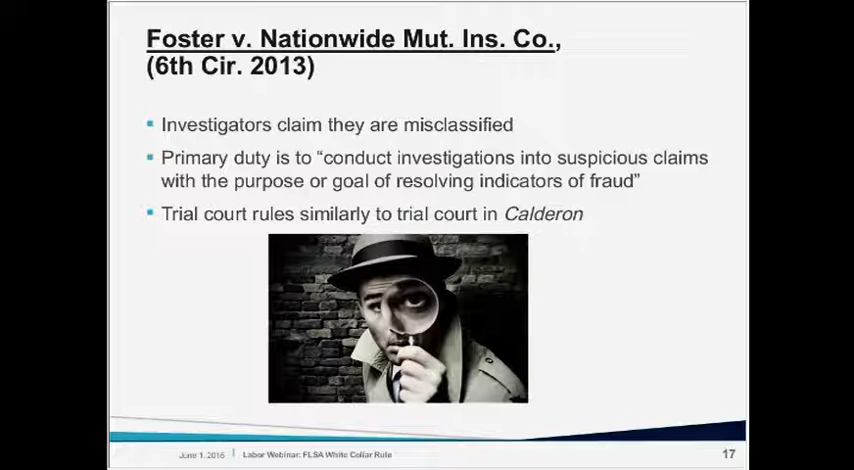 Foster v. Nationwide Mut. Ins. Co.,
(6th Cir. 2013)
▪ Investigators claim they are misclassified
▪ Primary duty is to “conduct investigations into suspicious claims
with the purpose or goal of resolving indicators of fraud”
▪ Trial court rules similarly to trial court in Calderon
June 1, 2016 | Labor Webinar: FLSA White Collar Rule
17